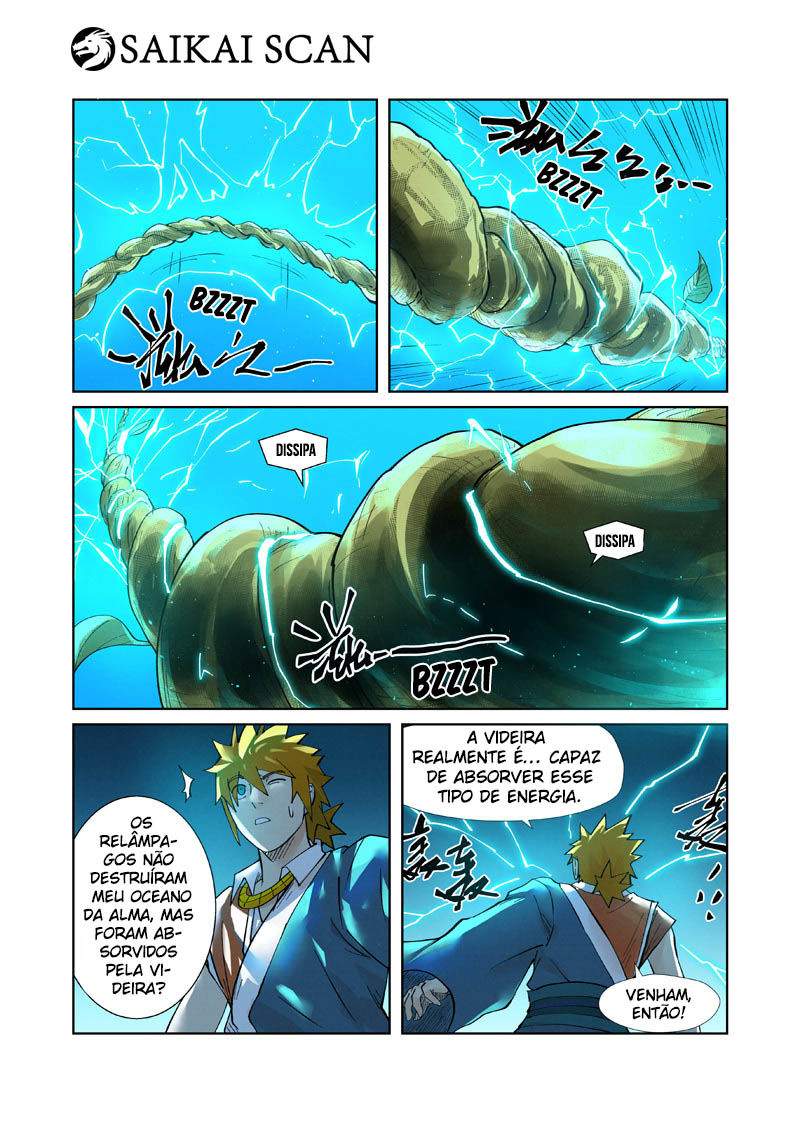 SAIKAI SCAN
BZZZT
BZZZT
DISSIPA
DISSIPA
BZZZT
OS
RELÂMPA-
GOS NÃO
DESTRUÍRAM
MEU OCEANO
DA ALMA, MAS
FORAM AB-
SORVIDOS
PELA VI-
DEIRA?
A VIDEIRA
REALMENTE É... CAPAZ
DE ABSORVER ESSE
TIPO DE ENERGIA.
VENHAM,
ENTÃO!